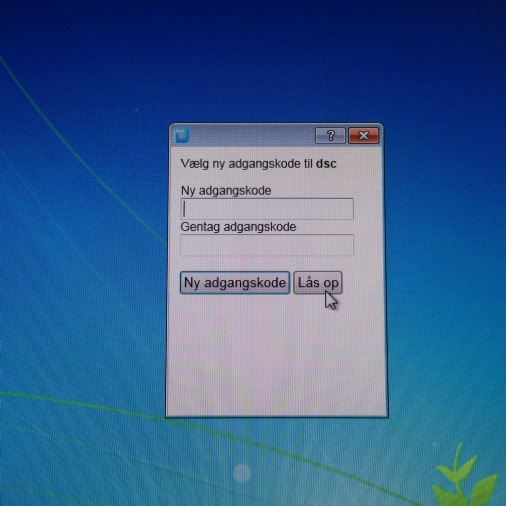 Vælg ny adgangskode til dsc
Ny adgangskode
Gentag adgangskode
Ny adgangskode Lås op